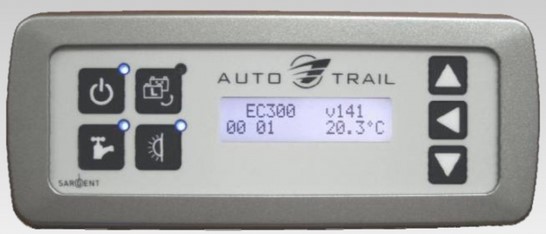 AUTO TRAIL
EC300 v141
00 01 20.3°C
SARGENT